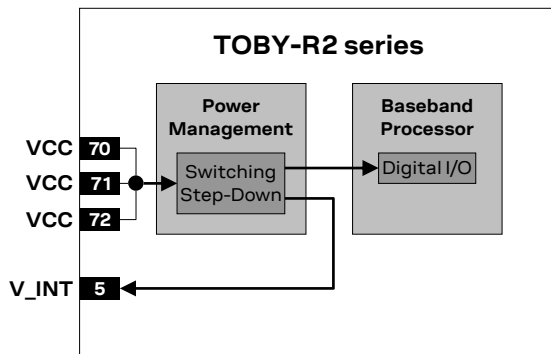 TOBY-R2 series
Power
Management
Baseband
Processor
VCC 70
VCC 71
VCC 72
Switching
Step-Down
Digital I/O
V_INT 5